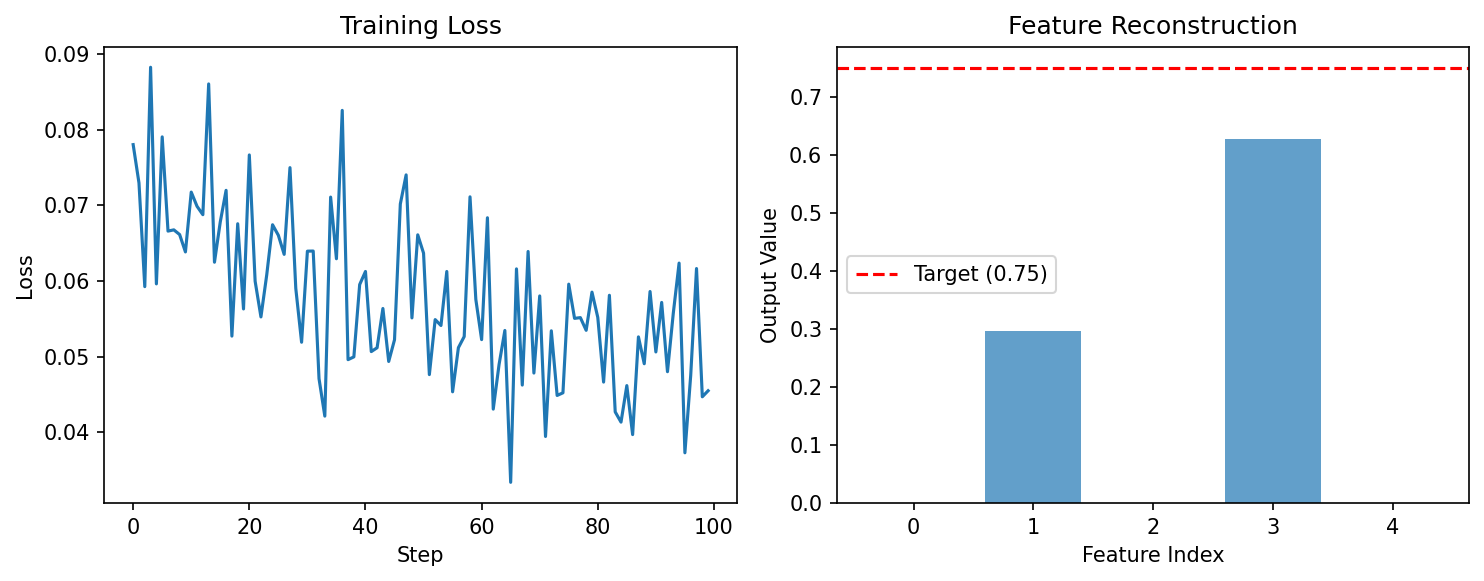 Training Loss
0.09
0.08
0.07
0.06
0.05
0.04
Loss
0 20 40 60 80 100
Step
Feature Reconstruction
0.7
0.6
0.5
0.4
0.3
0.2
0.1
0.0
Output Value
Target (0.75)
0 1 2 3 4
Feature Index